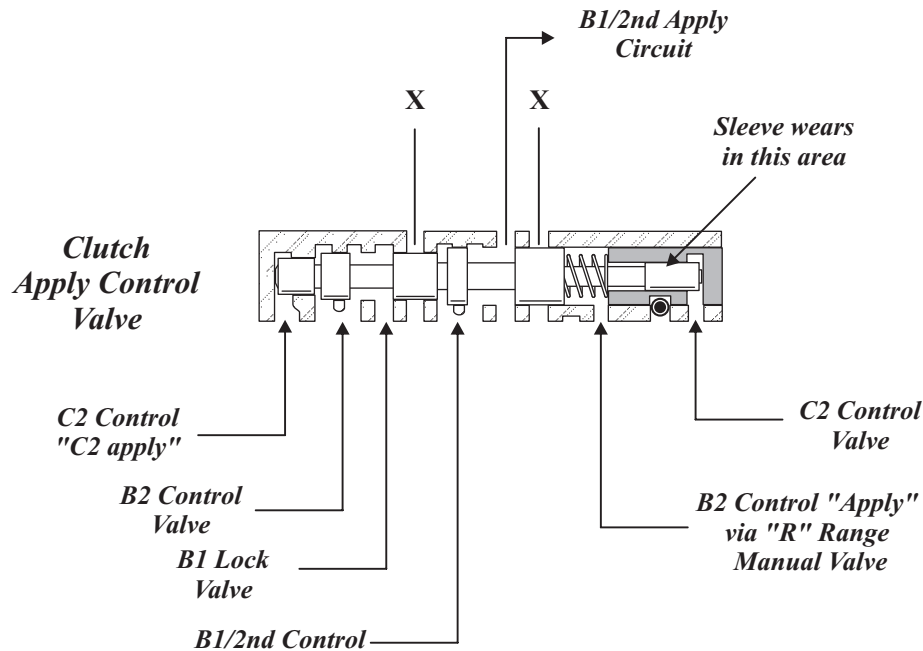 B1/2nd Apply
Circuit
X
X
Sleeve wears
in this area
Clutch
Apply Control
Valve
C2 Control
"C2 apply"
C2 Control
Valve
B2 Control
Valve
B2 Control "Apply"
via "R" Range
Manual Valve
B1 Lock
Valve
B1/2nd Control